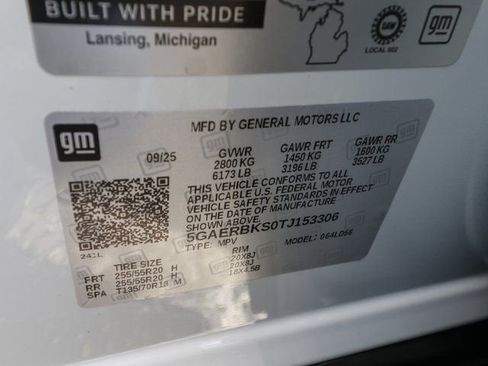 BUILT WITH PRIDE
Lansing, Michigan
UAW
LOCAL 602
gm
gm
MFD BY GENERAL MOTORS LLC
09/25 GVWR GAWR FRT GAWR RR
2800 KG 1450 KG 1600 KG
6173 LB 3196 LB 3527 LB
THIS VEHICLE CONFORMS TO ALL
APPLICABLE U.S. FEDERAL MOTOR
VEHICLE SAFETY STANDARDS IN EFFECT
ON THE DATE OF MANUFACTURE
SHOWN ABOVE.
5GAERBKS0TJ153306
TYPE: MPV MODEL: 064LD56
241L
TIRE SIZE RIM
FRT 255/55R20 H 20X8J
RR 255/55R20 H 20X8J
SPA T135/70R18 M 18X4.5B